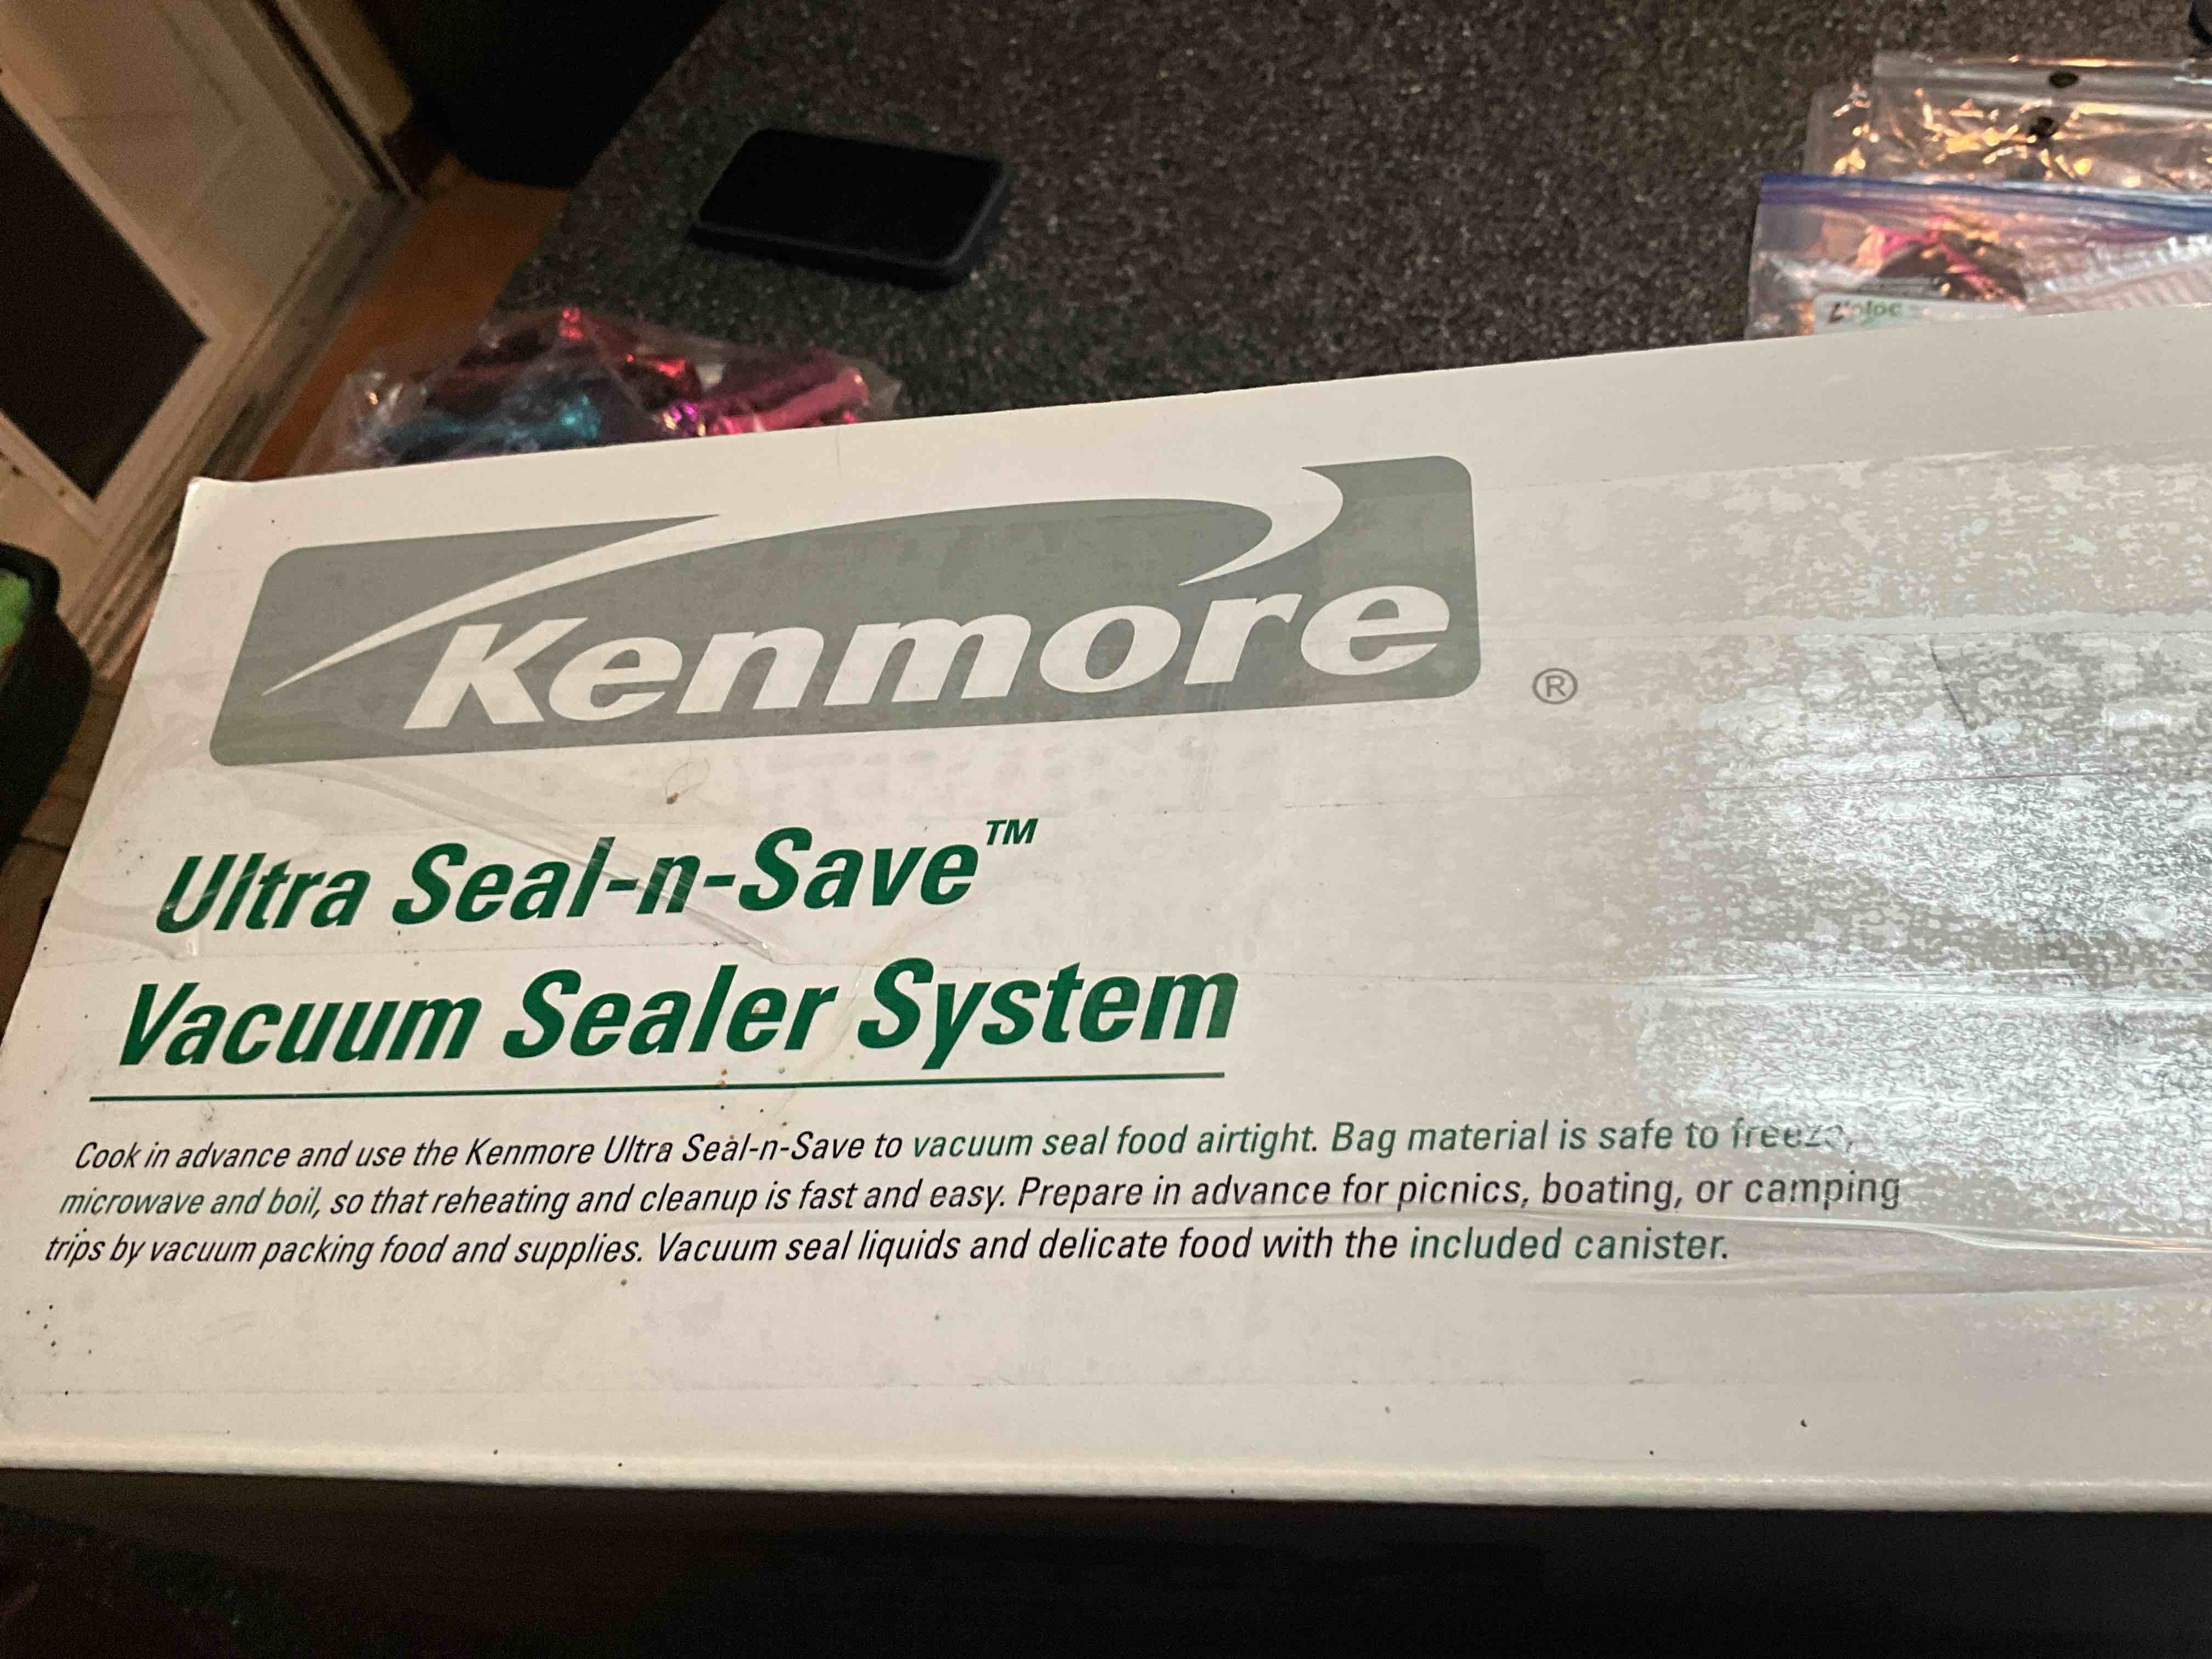 Kenmore ®
Ultra Seal-n-Save™
Vacuum Sealer System
Cook in advance and use the Kenmore Ultra Seal-n-Save to vacuum seal food airtight. Bag material is safe to freeze,
microwave and boil, so that reheating and cleanup is fast and easy. Prepare in advance for picnics, boating, or camping
trips by vacuum packing food and supplies. Vacuum seal liquids and delicate food with the included canister.